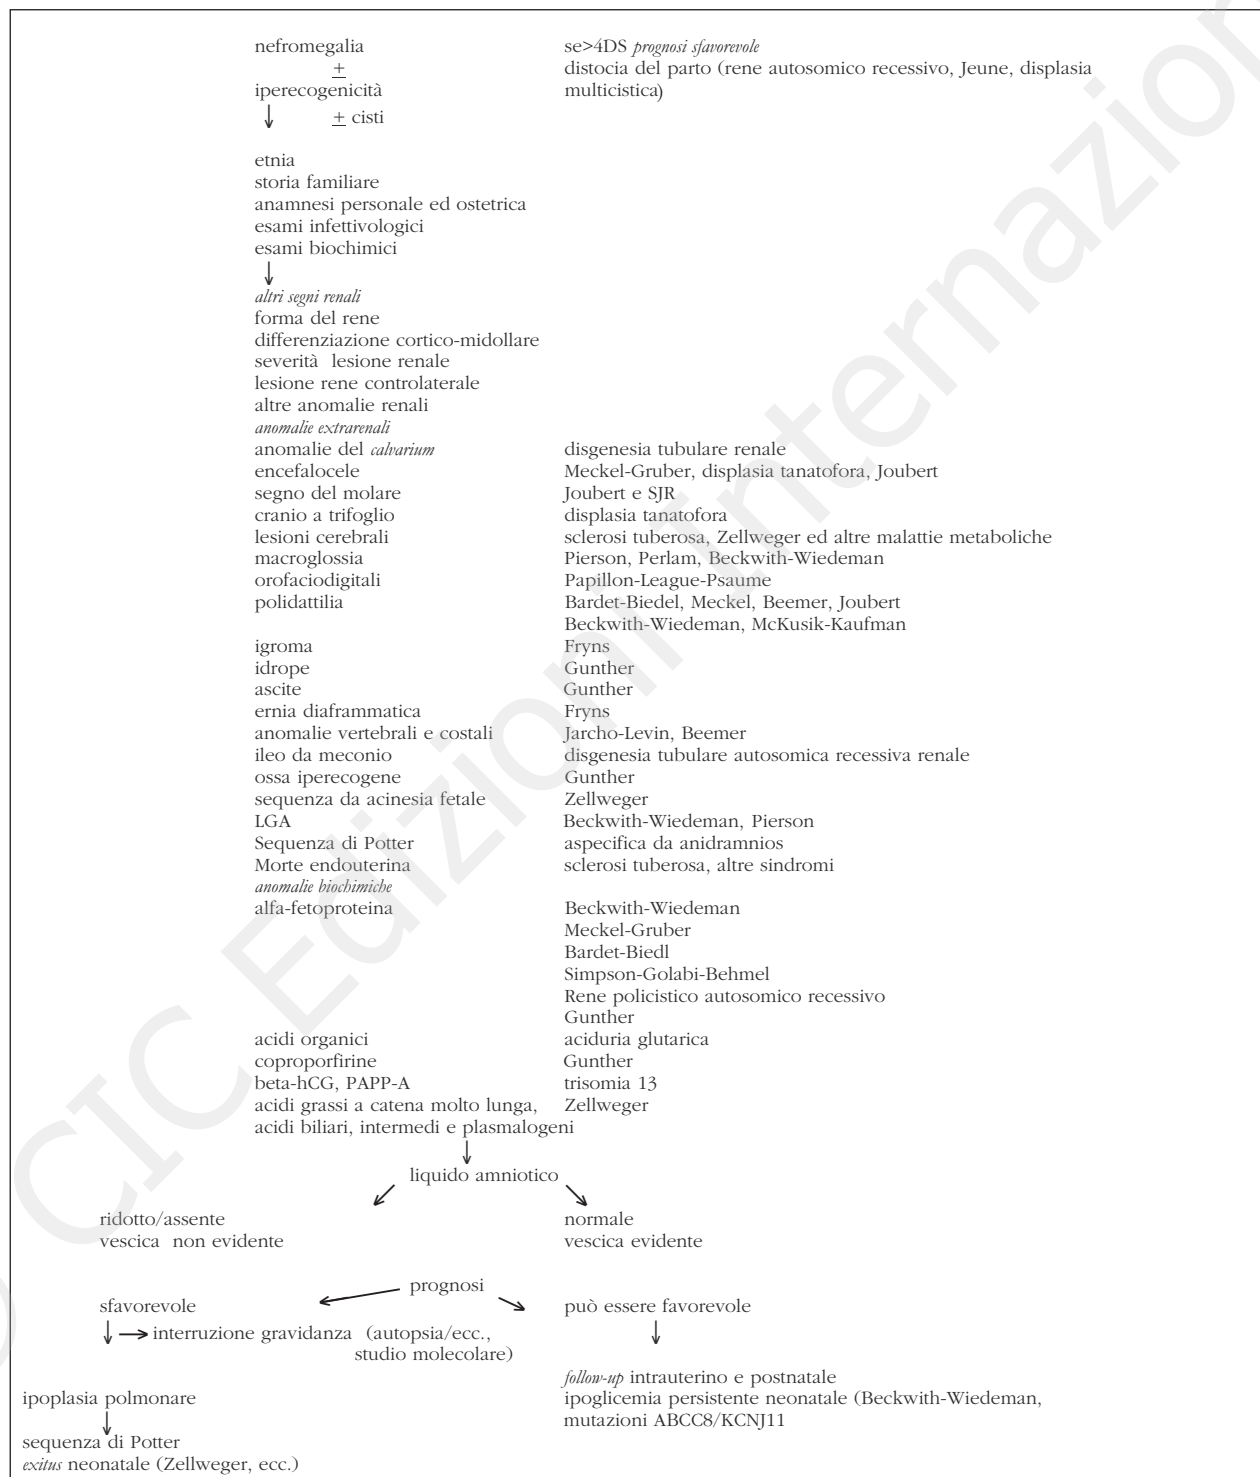 nefromegalia se>4DS prognosi sfavorevole
± distocia del parto (rene autosomico recessivo, Jeune, displasia
iperecogenicità multicistica)
↓ ± cisti
etnia
storia familiare
anamnesi personale ed ostetrica
esami infettivologici
esami biochimici
↓
altri segni renali
forma del rene
differenziazione cortico-midollare
severità lesione renale
lesione rene controlaterale
altre anomalie renali
anomalie extrarenali
anomalie del calvarium disgenesia tubulare renale
encefalocele Meckel-Gruber, displasia tanatofora, Joubert
segno del molare Joubert e SJR
cranio a trifoglio displasia tanatofora
lesioni cerebrali sclerosi tuberosa, Zellweger ed altre malattie metaboliche
macroglossia Pierson, Perlam, Beckwith-Wiedeman
orofaciodigitali Papillon-League-Psaume
polidattilia Bardet-Biedel, Meckel, Beemer, Joubert
Beckwith-Wiedeman, McKusik-Kaufman
igroma Fryns
idrope Gunther
ascite Gunther
ernia diaframmatica Fryns
anomalie vertebrali e costali Jarcho-Levin, Beemer
ileo da meconio disgenesia tubulare autosomica recessiva renale
ossa iperecogene Gunther
sequenza da acinesia fetale Zellweger
LGA Beckwith-Wiedeman, Pierson
Sequenza di Potter aspecifica da anidramnios
Morte endouterina sclerosi tuberosa, altre sindromi
anomalie biochimiche
alfa-fetoproteina Beckwith-Wiedeman
Meckel-Gruber
Bardet-Biedl
Simpson-Golabi-Behmel
Rene policistico autosomico recessivo
Gunther
acidi organici aciduria glutarica
coproporfirine Gunther
beta-hCG, PAPP-A trisomia 13
acidi grassi a catena molto lunga, Zellweger
acidi biliari, intermedi e plasmalogeni
↓
liquido amniotico
ridotto/assente normale
vescica non evidente vescica evidente
prognosi
sfavorevole può essere favorevole
↓ → interruzione gravidanza (autopsia/ecc., ↓
studio molecolare)
follow-up intrauterino e postnatale
ipoplasia polmonare ipoglicemia persistente neonatale (Beckwith-Wiedeman,
↓ mutazioni ABCC8/KCNJ11
sequenza di Potter
exitus neonatale (Zellweger, ecc.)
© CIC Edizioni Internazion